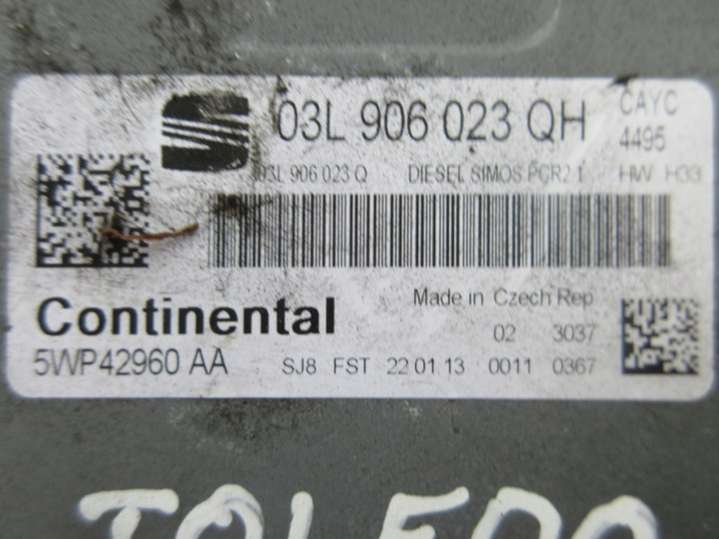 03L 906 023 QH CAYC
4495
03L 906 023 Q DIESEL SIMOS PCR2.1 HW H33
Continental
Made in Czech Rep
02 3037
5WP42960 AA
SJ8 FST 22 01.13 0011 0367
TOLEDO